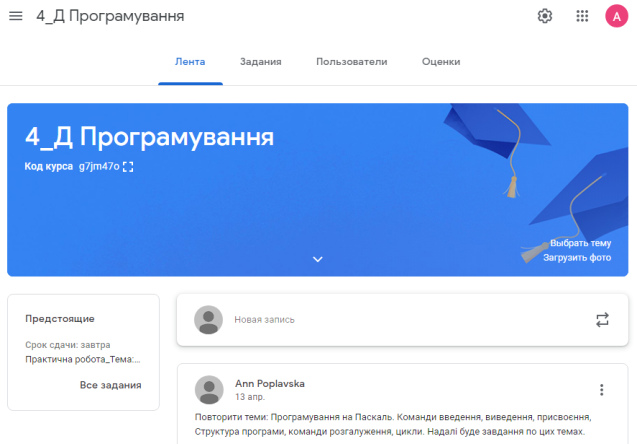 4_Д Програмування
А
Лента
Задания
Пользователи
Оценки
4_Д Програмування
Код курса g7jm47o
Выбрать тему
Загрузить фото
Предстоящие
Срок сдачи: завтра
Практична робота_Тема:...
Все задания
Новая запись
Ann Poplavska
13 апр.
Повторити теми: Програмування на Паскаль. Команди введення, виведення, присвоєння,
Структура програми, команди розгалуження, цикли. Надалі буде завдання по цих темах.